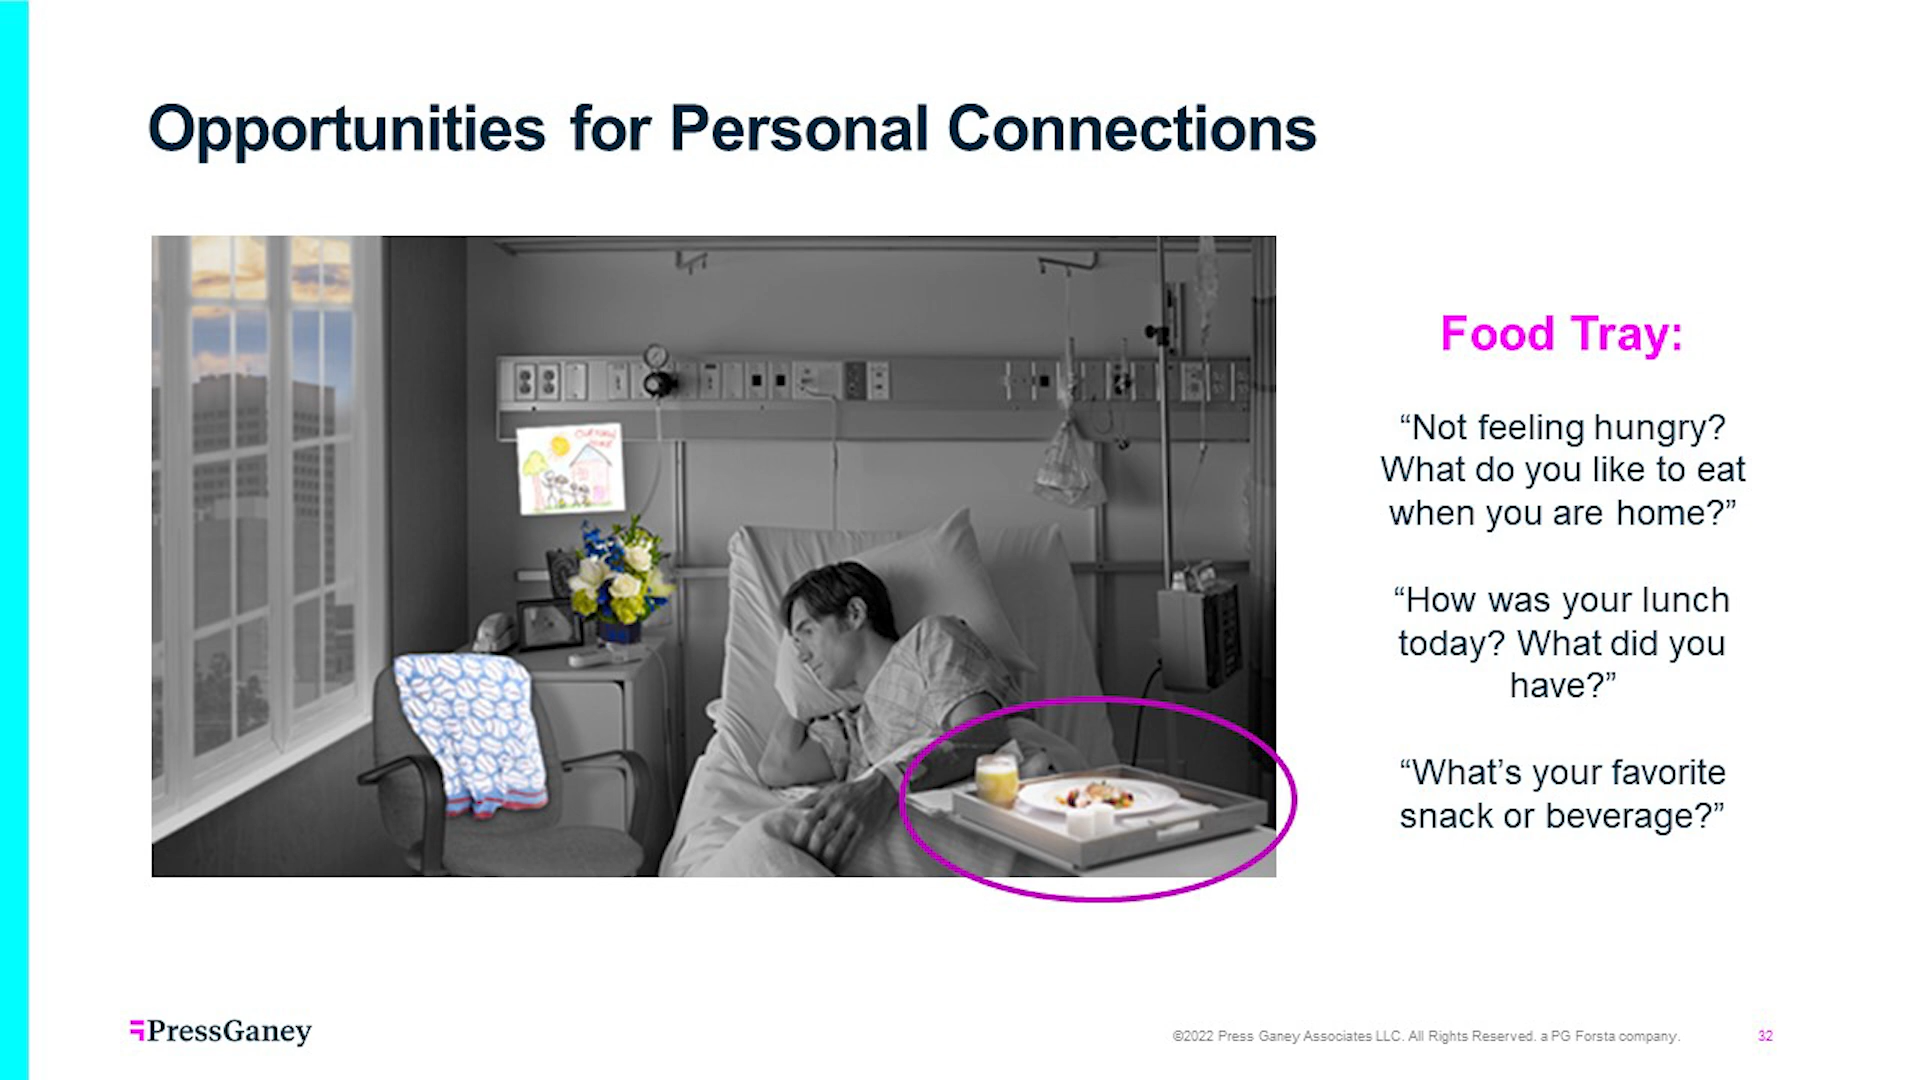 Opportunities for Personal Connections
Food Tray:
“Not feeling hungry?
What do you like to eat
when you are home?”
“How was your lunch
today? What did you
have?”
“What’s your favorite
snack or beverage?”
PressGaney
©2022 Press Ganey Associates LLC. All Rights Reserved. a PG Forsta company.
32